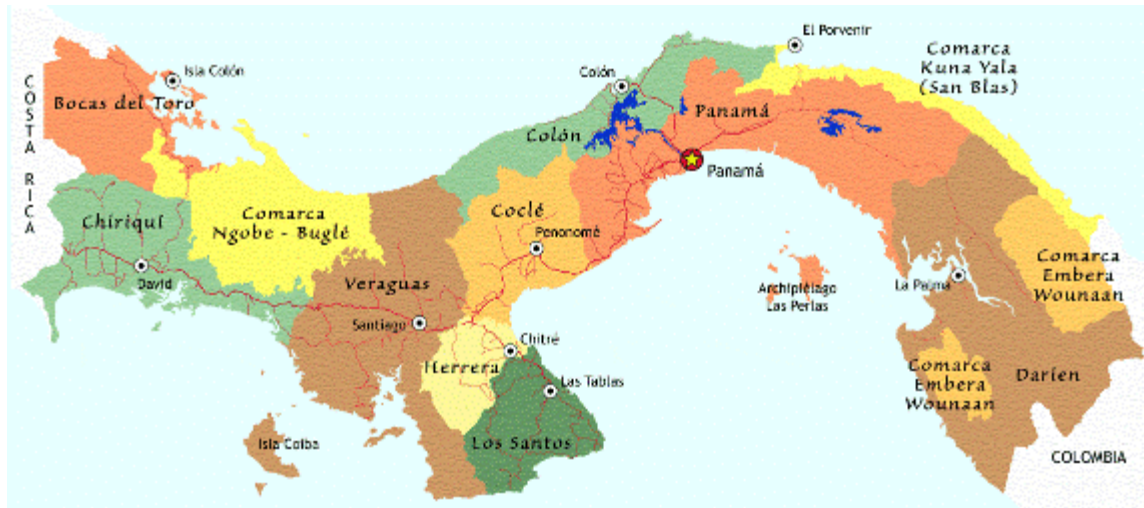 El Porvenir
Comarca
Kuna Yala
(San Blas)
Isla Colón
Colón
COSTA RICA
Bocas del Toro
Panamá
Colón
Panamá
Chiriquí
Comarca
Ngobe - Buglé
Coclé
Penonomé
David
Veraguas
Archipiélago
Las Perlas
La Palma
Comarca
Embera
Wounaan
Santiago
Chitré
Herrera
Las Tablas
Comarca
Embera
Wounaan
Daríen
Isla Coiba
Los Santos
COLOMBIA